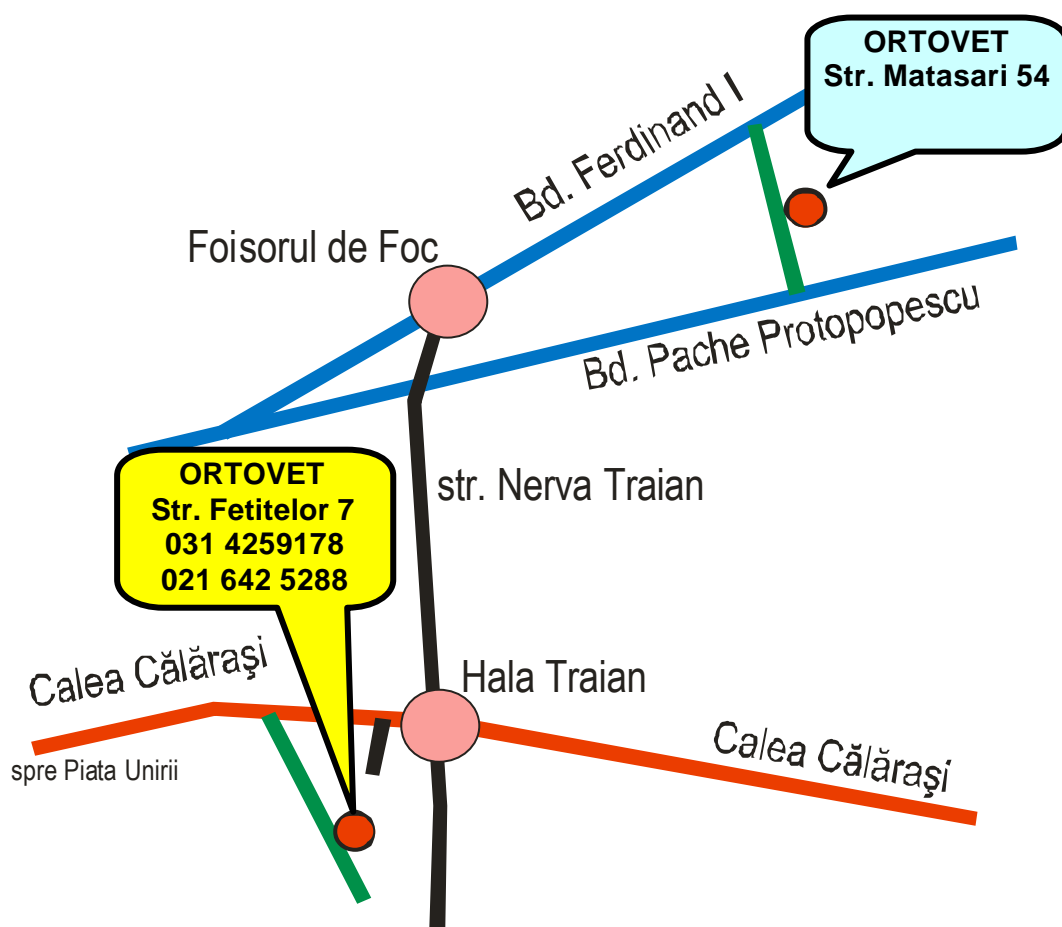 ORTOVET
Str. Matasari 54
Bd. Ferdinand I
Foisorul de Foc
Bd. Pache Protopopescu
ORTOVET
Str. Fetitelor 7
031 4259178
021 642 5288
str. Nerva Traian
Calea Călăraşi
Hala Traian
spre Piata Unirii
Calea Călăraşi